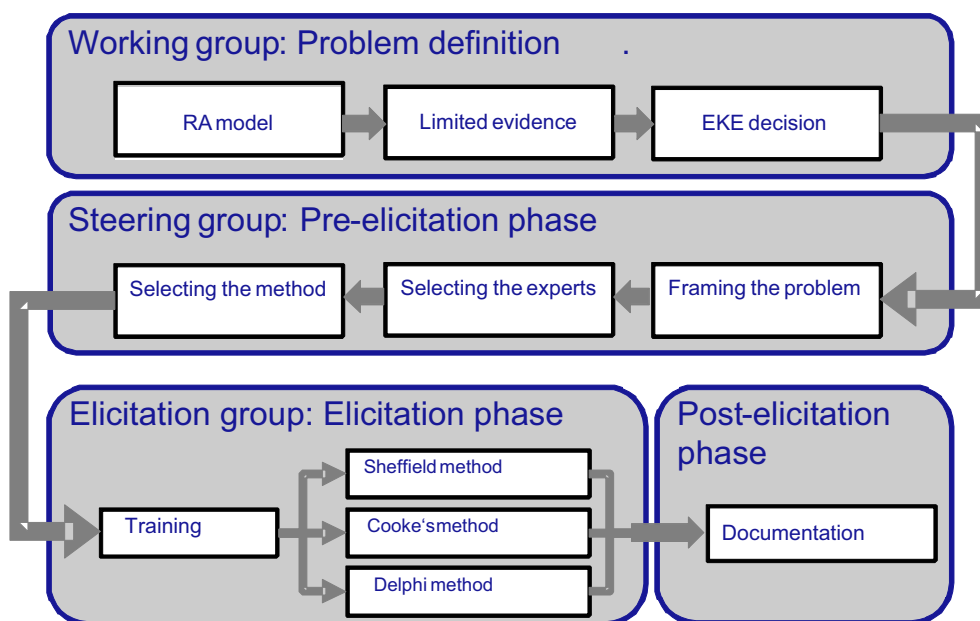 Working group: Problem definition .
RA model
Limited evidence
EKE decision
Steering group: Pre-elicitation phase
Selecting the method
Selecting the experts
Framing the problem
Elicitation group: Elicitation phase
Post-elicitation
phase
Sheffield method
Training
Cooke‘s method
Documentation
Delphi method